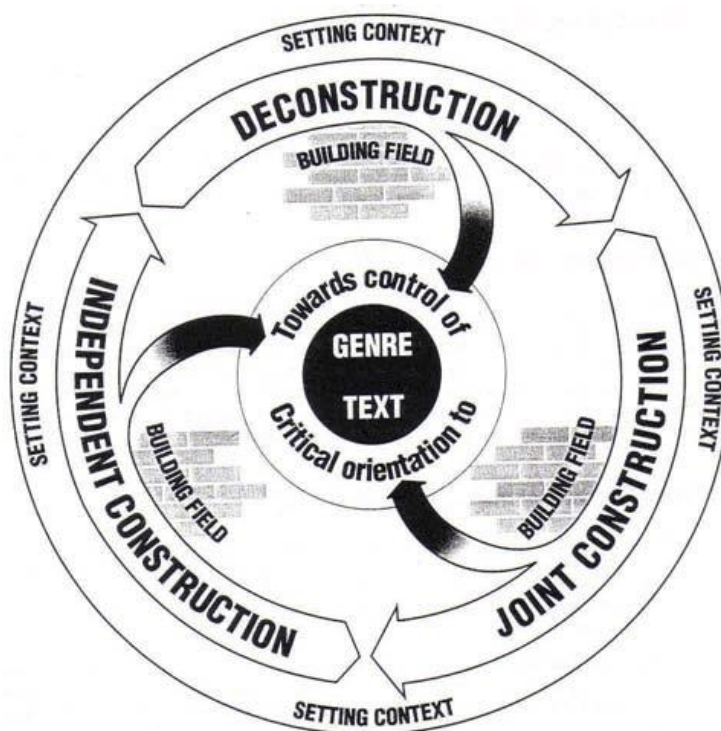 SETTING CONTEXT
DECONSTRUCTION
BUILDING FIELD
SETTING CONTEXT
INDEPENDENT CONSTRUCTION
Towards control of
GENRE
TEXT
Critical orientation to
BUILDING FIELD
BUILDING FIELD
JOINT CONSTRUCTION
SETTING CONTEXT
SETTING CONTEXT